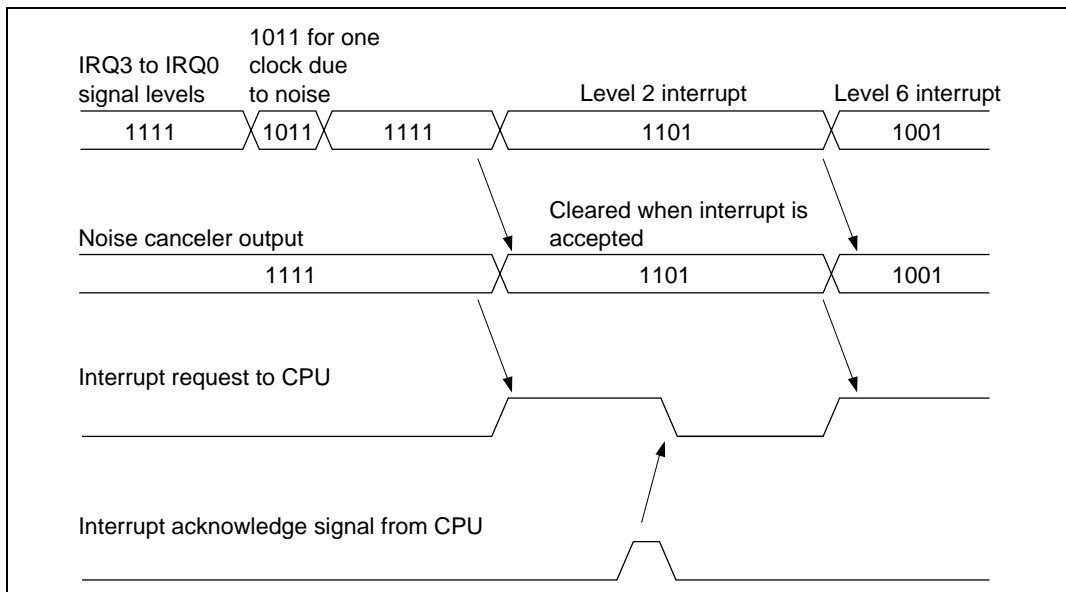 IRQ3 to IRQ0
signal levels
1011 for one
clock due
to noise
Level 2 interrupt
Level 6 interrupt
1111
1011
1111
1101
1001
Noise canceler output
Cleared when interrupt is
accepted
1111
1101
1001
Interrupt request to CPU
Interrupt acknowledge signal from CPU